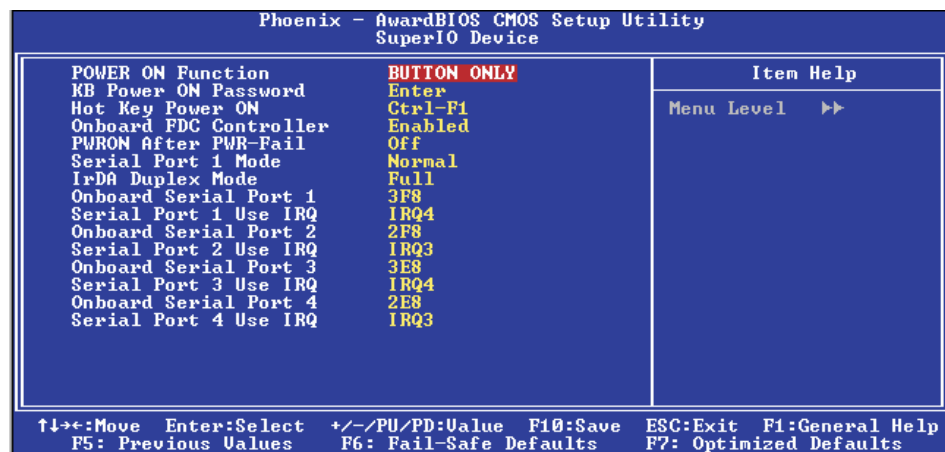 Phoenix - AwardBIOS CMOS Setup Utility
SuperIO Device
POWER ON Function BUTTON ONLY
KB Power ON Password Enter
Hot Key Power ON Ctrl-F1
Onboard FDC Controller Enabled
PWRON After PWR-Fail Off
Serial Port 1 Mode Normal
IrDA Duplex Mode Full
Onboard Serial Port 1 3F8
Serial Port 1 Use IRQ IRQ4
Onboard Serial Port 2 2F8
Serial Port 2 Use IRQ IRQ3
Onboard Serial Port 3 3E8
Serial Port 3 Use IRQ IRQ4
Onboard Serial Port 4 2E8
Serial Port 4 Use IRQ IRQ3
Item Help
Menu Level ▶▶
↑↓→←:Move Enter:Select +/-/PU/PD:Value F10:Save ESC:Exit F1:General Help
F5: Previous Values F6: Fail-Safe Defaults F7: Optimized Defaults